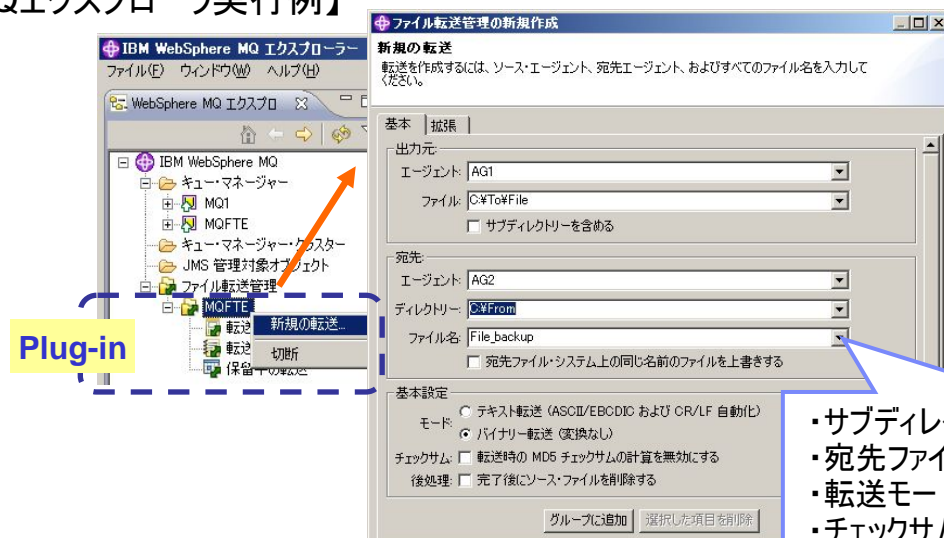 Qエクスプローラ実行例】
IBM WebSphere MQ エクスプローラー
ファイル(F) ウィンドウ(W) ヘルプ(H)
WebSphere MQ エクスプロ
IBM WebSphere MQ
キュー・マネージャー
MQ1
MQFTE
キュー・マネージャー・クラスター
JMS 管理対象オブジェクト
ファイル転送管理
MQFTE
転送
転送
保留中の転送
新規の転送...
切断
Plug-in
ファイル転送管理の新規作成
新規の転送
転送を作成するには、ソース・エージェント、宛先エージェント、およびすべてのファイル名を入力して
ください。
基本 拡張
出力元:
エージェント: AG1
ファイル: C:¥To¥File
サブディレクトリーを含める
宛先:
エージェント: AG2
ディレクトリー: C:¥From
ファイル名: File_backup
宛先ファイル・システム上の同じ名前のファイルを上書きする
基本設定
モード: テキスト転送 (ASCII/EBCDIC および CR/LF 自動化)
バイナリー転送 (変換なし)
チェックサム: 転送時の MD5 チェックサムの計算を無効にする
後処理: 完了後にソース・ファイルを削除する
グループに追加 選択した項目を削除
・サブディレ
・宛先ファイ
・転送モー
・チェックサム